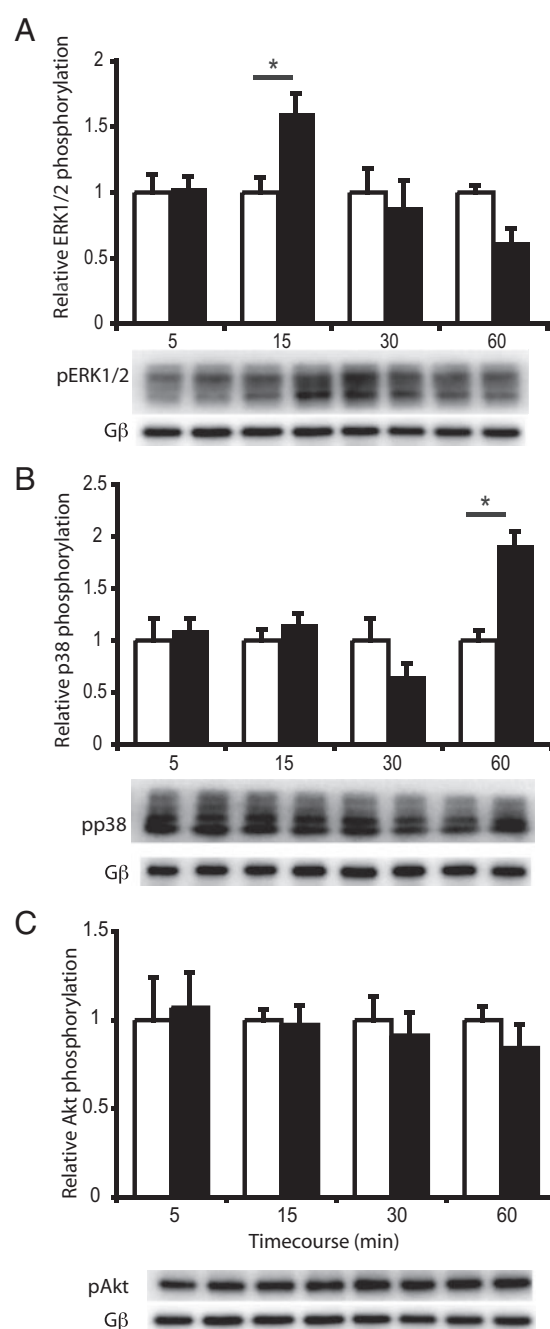 A
Relative ERK1/2 phosphorylation
2
1.5
1
0.5
0
*
5 15 30 60
pERK1/2
Gβ
B
Relative p38 phosphorylation
2.5
2
1.5
1
0.5
0
*
5 15 30 60
pp38
Gβ
C
Relative Akt phosphorylation
1.5
1
0.5
0
5 15 30 60
Timecourse (min)
pAkt
Gβ